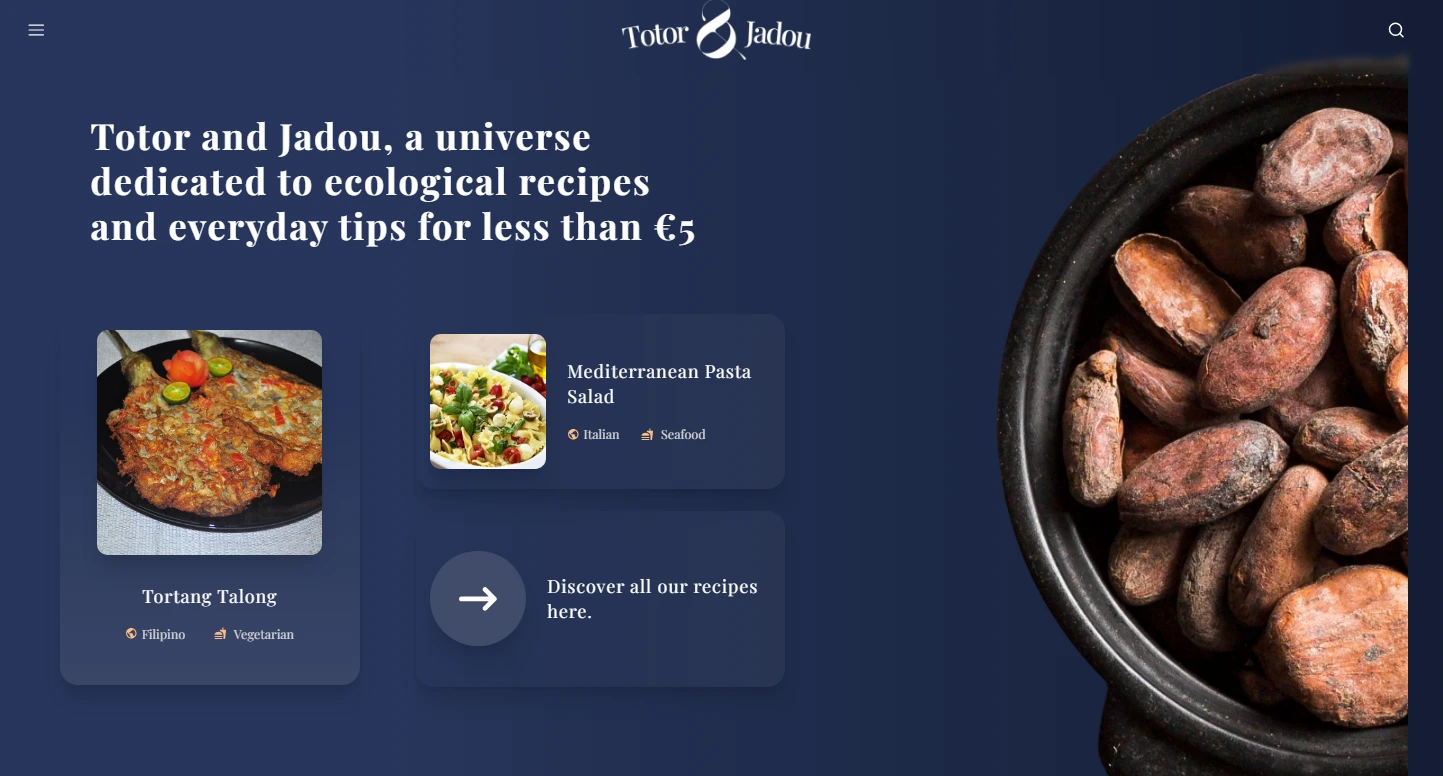 Totor & Jadou
Totor and Jadou, a universe
dedicated to ecological recipes
and everyday tips for less than €5
Tortang Talong
Filipino Vegetarian
Mediterranean Pasta
Salad
Italian Seafood
Discover all our recipes
here.